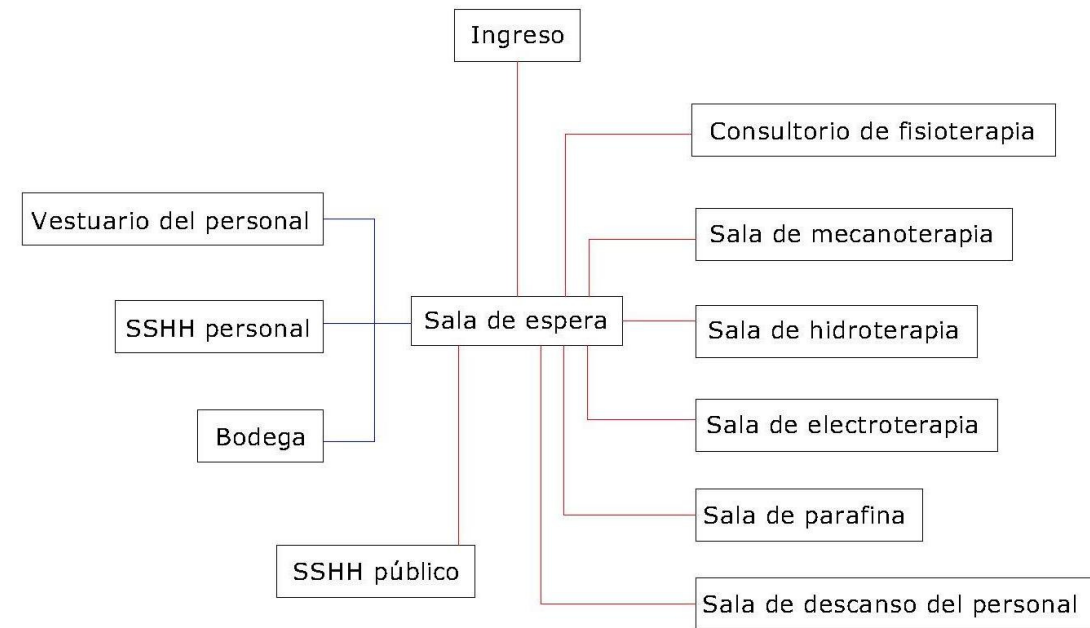 Ingreso
Consultorio de fisioterapia
Vestuario del personal
Sala de mecanoterapia
SSHH personal
Sala de espera
Sala de hidroterapia
Bodega
Sala de electroterapia
Sala de parafina
SSHH público
Sala de descanso del personal